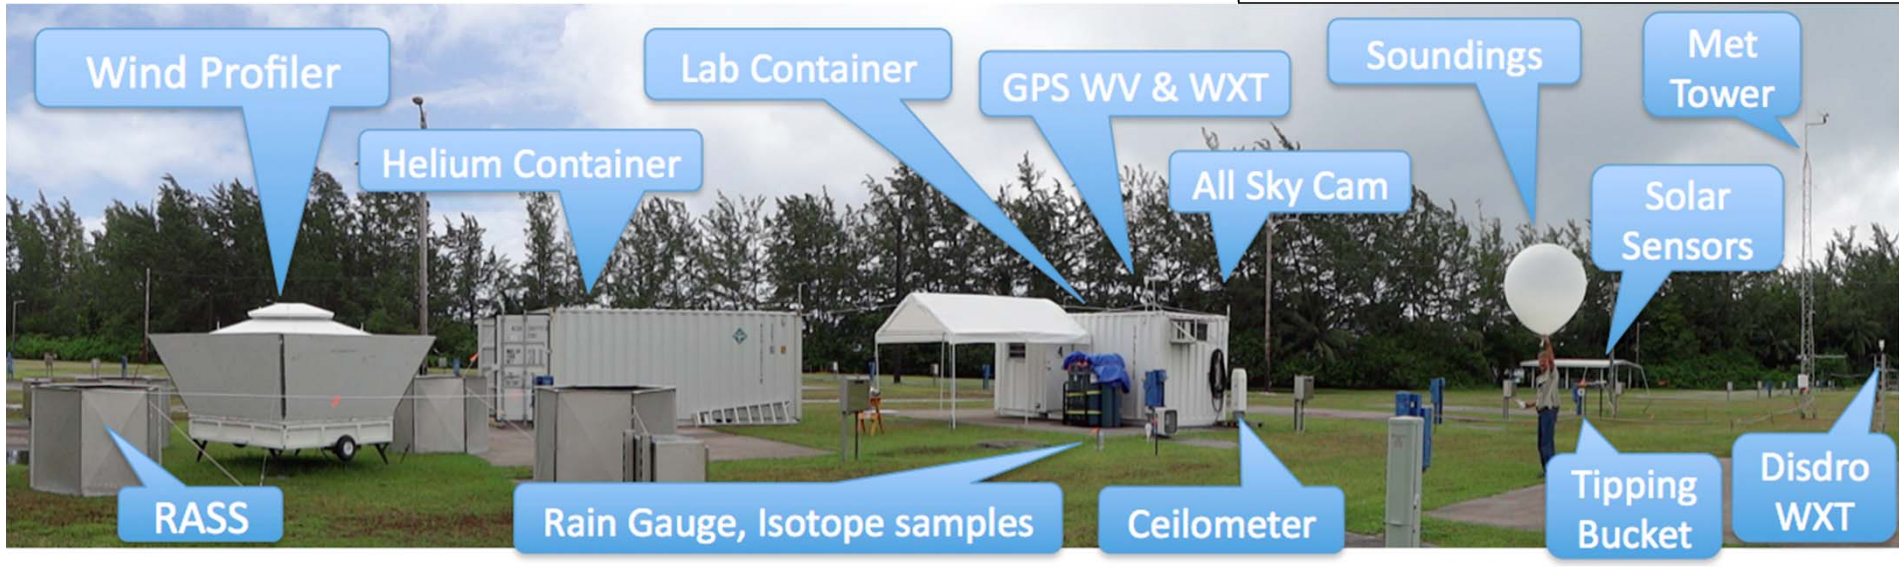 Wind Profiler
Helium Container
Lab Container
GPS WV & WXT
All Sky Cam
Soundings
Met
Tower
Solar
Sensors
RASS
Rain Gauge, Isotope samples
Ceilometer
Tipping
Bucket
Disdro
WXT